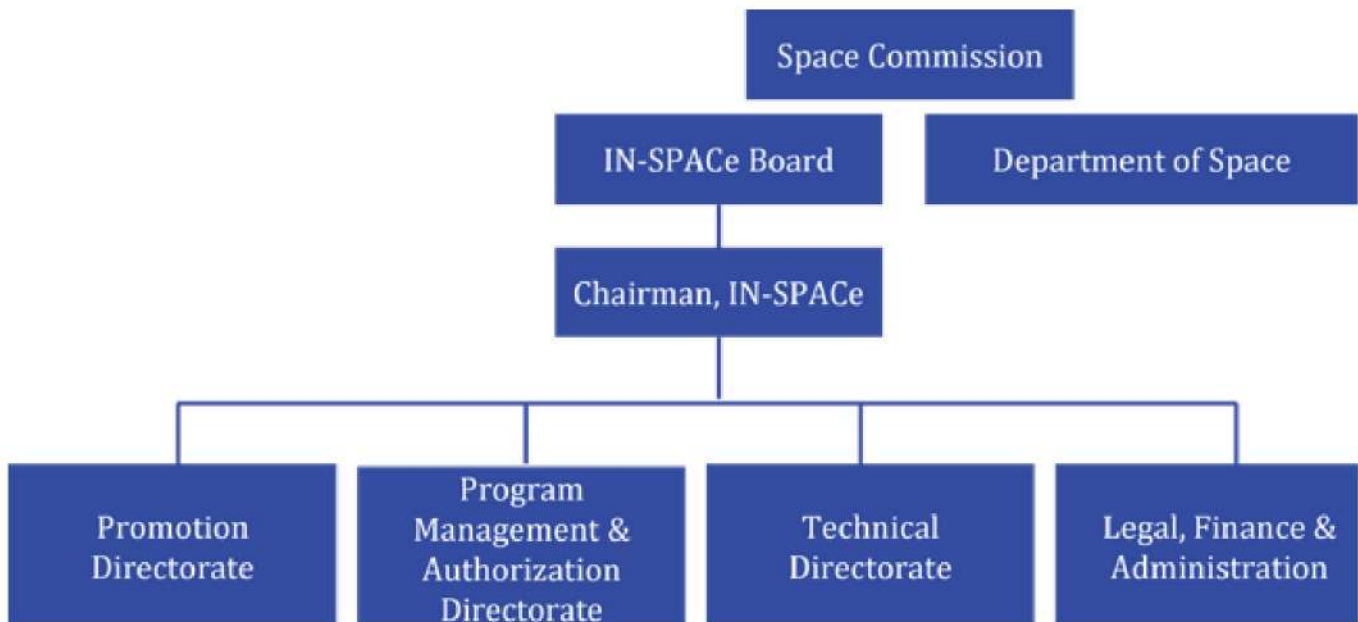 Space Commission
IN-SPACe Board
Department of Space
Chairman, IN-SPACe
Promotion
Directorate
Program
Management &
Authorization
Directorate
Technical
Directorate
Legal, Finance &
Administration